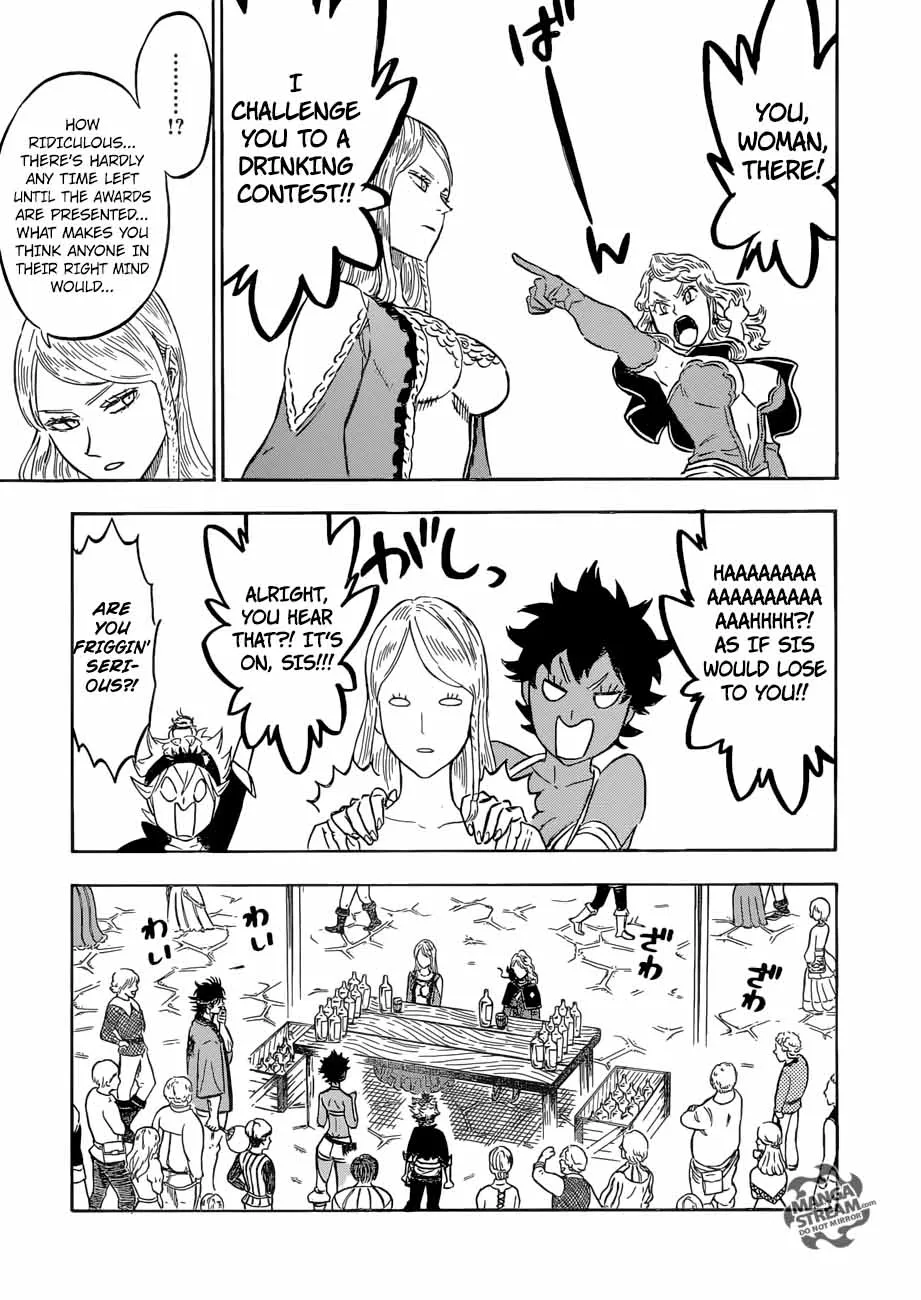 YOU,
WOMAN,
THERE!
ばーん
I
CHALLENGE
YOU TO A
DRINKING
CONTEST!!
.........!?
HOW
RIDICULOUS...
THERE'S HARDLY
ANY TIME LEFT
UNTIL THE AWARDS
ARE PRESENTED...
WHAT MAKES YOU
THINK ANYONE IN
THEIR RIGHT MIND
WOULD...
HAAAAAAAA
AAAAAAAAAA
AAAHHHH?!
AS IF SIS
WOULD LOSE
TO YOU!!
がしっ
ALRIGHT,
YOU HEAR
THAT?! IT'S
ON, SIS!!!
ARE
YOU
FRIGGIN'
SERI-
OUS?!
ざわ
ざわ
わい
わい
MANGA
STREAM.com
DO NOT MIRROR